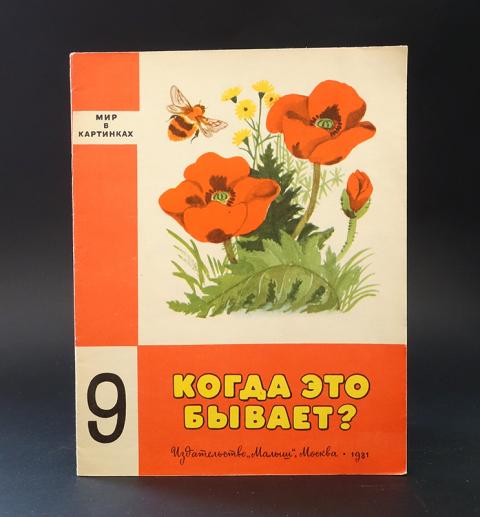 МИР
В
КАРТИНКАХ
9
КОГДА ЭТО
БЫВАЕТ?
Издательство „Малыш“, Москва · 1981